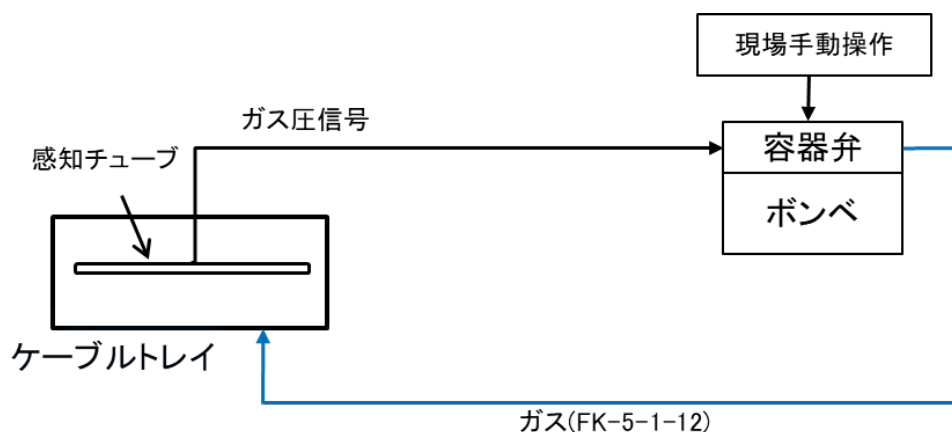 現場手動操作
ガス圧信号
容器弁
感知チューブ
ボンベ
ケーブルトレイ
ガス(FK-5-1-12)